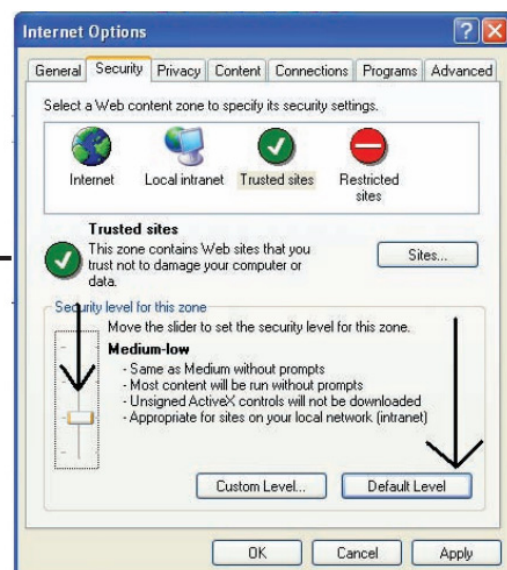 Internet Options
General Security Privacy Content Connections Programs Advanced
Select a Web content zone to specify its security settings.
Internet Local intranet Trusted sites Restricted sites
Trusted sites
This zone contains Web sites that you
trust not to damage your computer or
data.
Sites...
Security level for this zone
Move the slider to set the security level for this zone.
Medium-low
- Same as Medium without prompts
- Most content will be run without prompts
- Unsigned ActiveX controls will not be downloaded
- Appropriate for sites on your local network (intranet)
Custom Level... Default Level
OK Cancel Apply